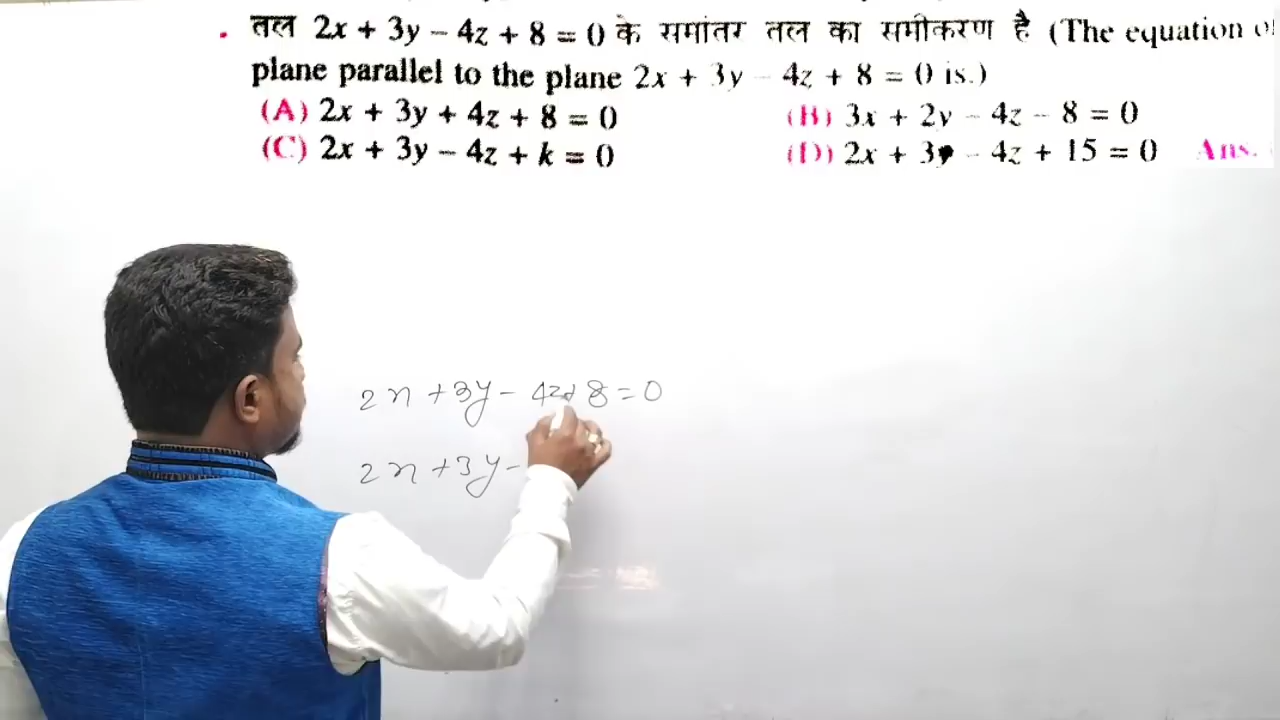 . तल 2x + 3y − 4z + 8 = 0 के समांतर तल का समीकरण है (The equation
plane parallel to the plane 2x + 3y − 4z + 8 = 0 is.)
(A) 2x + 3y + 4z + 8 = 0
(B) 3x + 2y − 4z − 8 = 0
(C) 2x + 3y − 4z + k = 0
(D) 2x + 3y − 4z + 15 = 0 Ans.
2x + 3y − 4z + 8 = 0
2x + 3y −